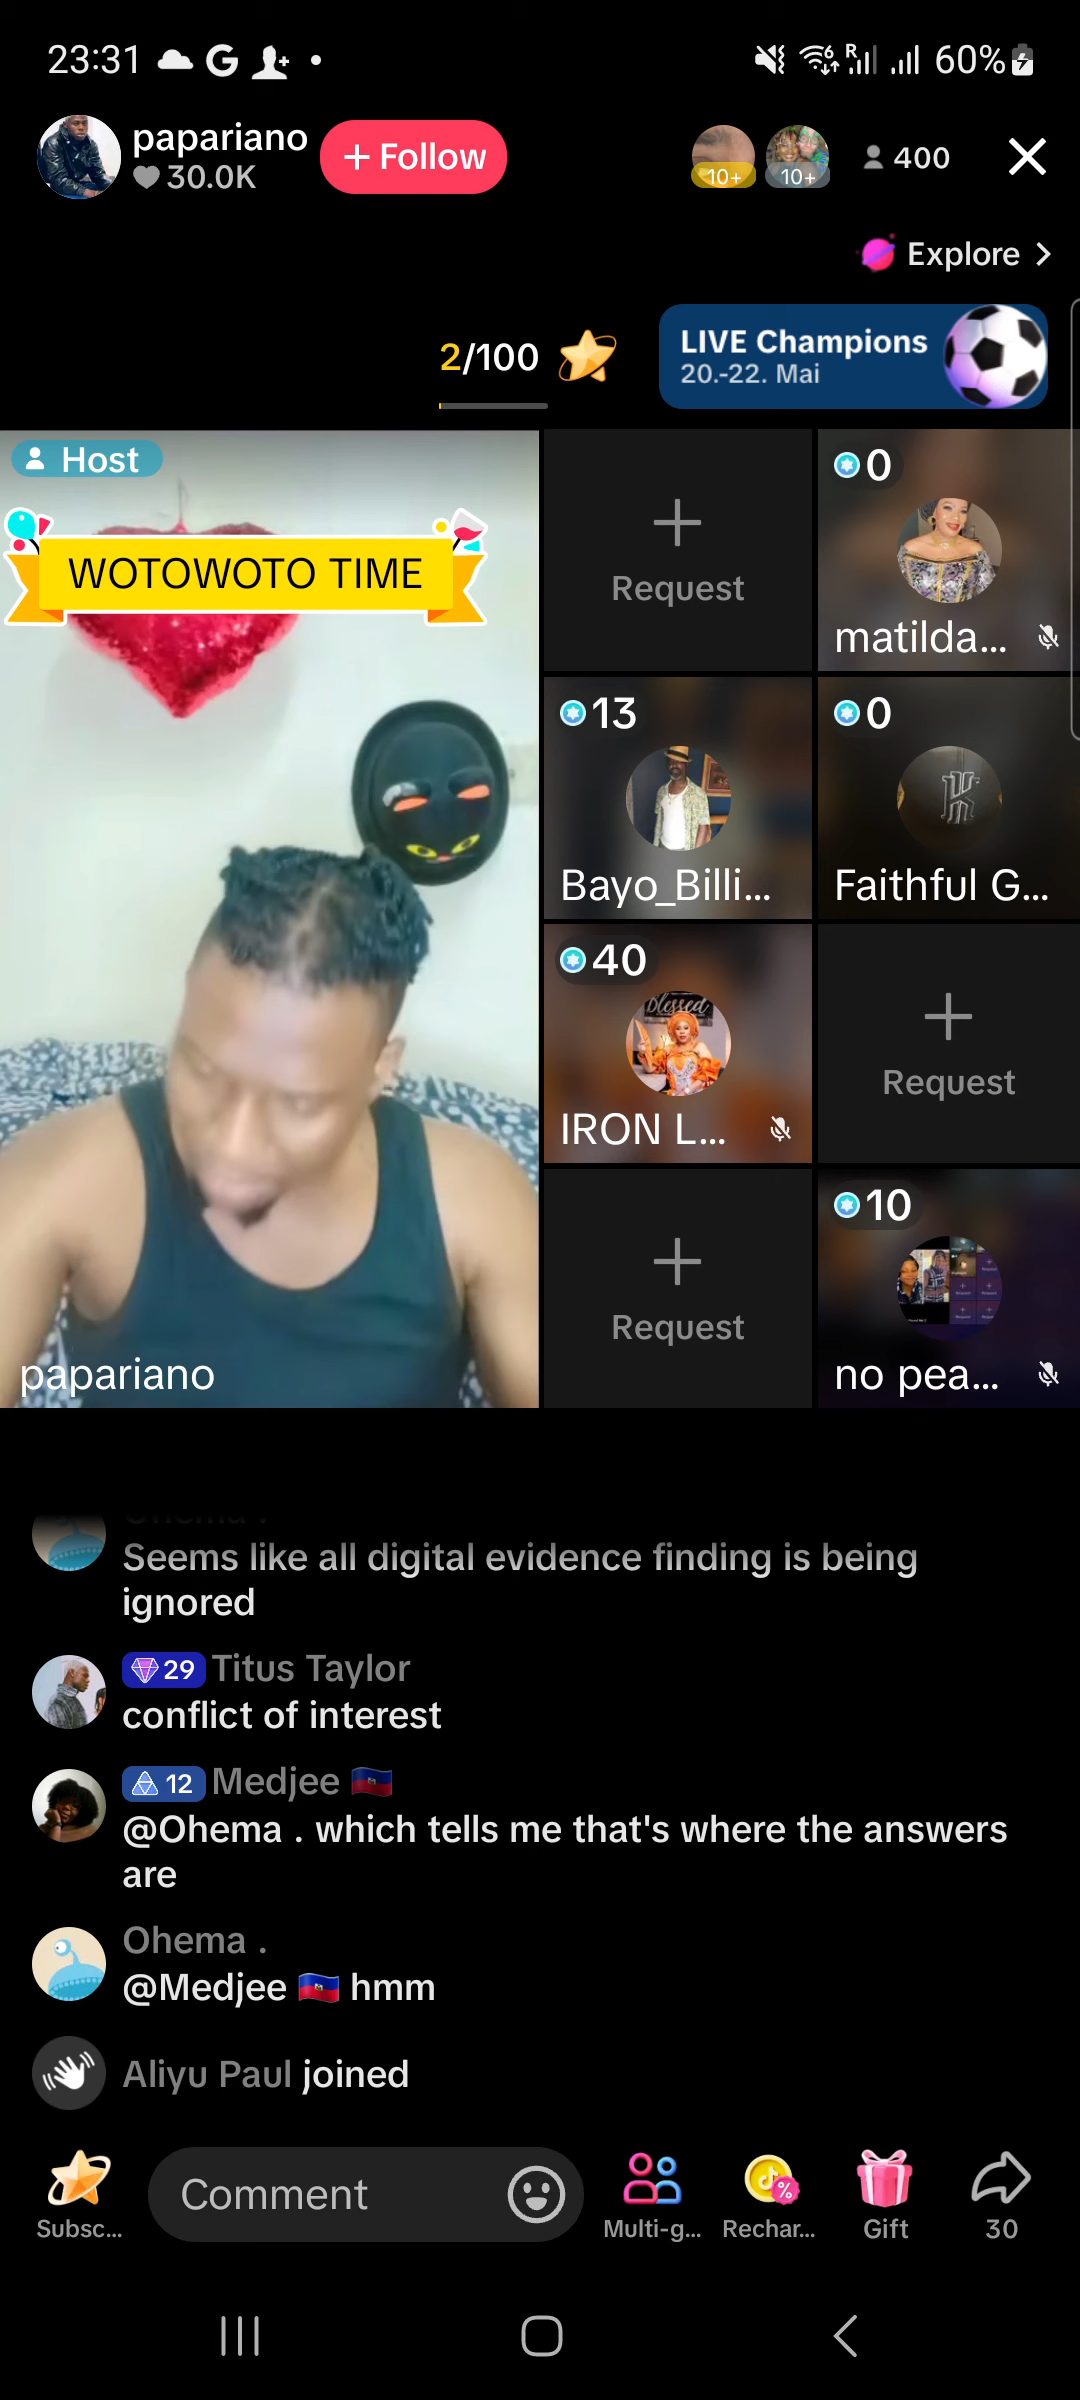 23:31
60%
papariano
30.0K
+ Follow
10+
10+
400
Explore
2/100
LIVE Champions
20.-22. Mai
Host
WOTOWOTO TIME
papariano
Request
0
matilda...
13
Bayo_Billi...
0
Faithful G...
40
Blessed
IRON L...
Request
Request
10
no pea...
Ohema .
Seems like all digital evidence finding is being
ignored
29 Titus Taylor
conflict of interest
12 Medjee 🇭🇹
@Ohema . which tells me that's where the answers
are
Ohema .
@Medjee 🇭🇹 hmm
Aliyu Paul joined
Comment
Subsc...
Multi-g...
Rechar...
Gift
30